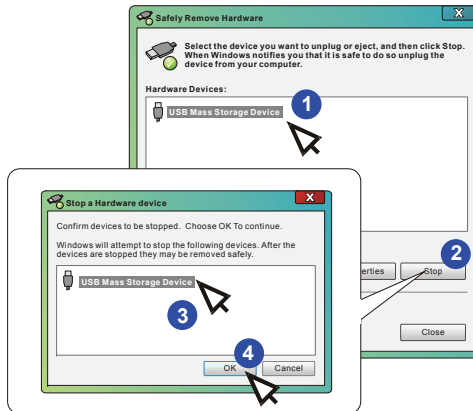 Safely Remove Hardware
X
Select the device you want to unplug or eject, and then click Stop.
When Windows notifies you that it is safe to do so unplug the
device from your computer.
Hardware Devices:
USB Mass Storage Device
1
erties
Stop
2
Close
Stop a Hardware device
X
Confirm devices to be stopped. Choose OK To continue.
Windows will attempt to stop the following devices. After the
devices are stopped they may be removed safely.
USB Mass Storage Device
3
4
OK
Cancel